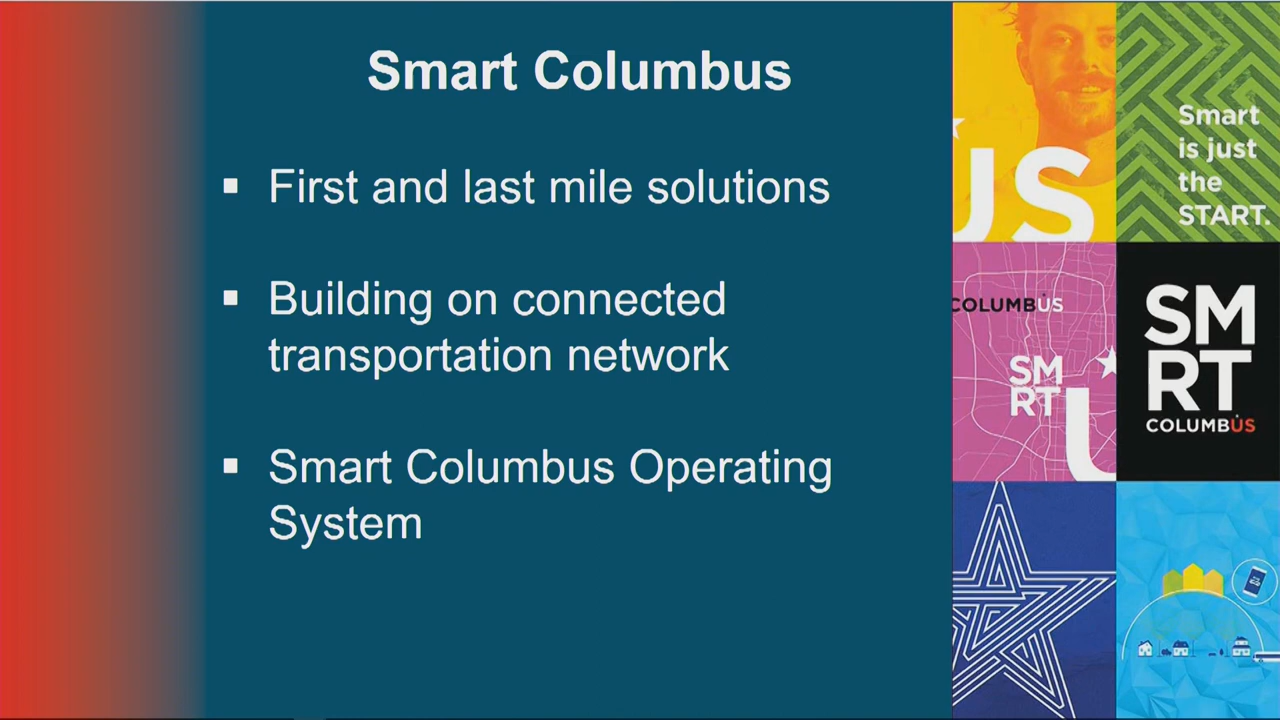 Smart Columbus
▪ First and last mile solutions
▪ Building on connected
transportation network
▪ Smart Columbus Operating
System
US
Smart
is just
the
START.
COLUMBUS
SM
RT
U
SM
RT
COLUMBUS